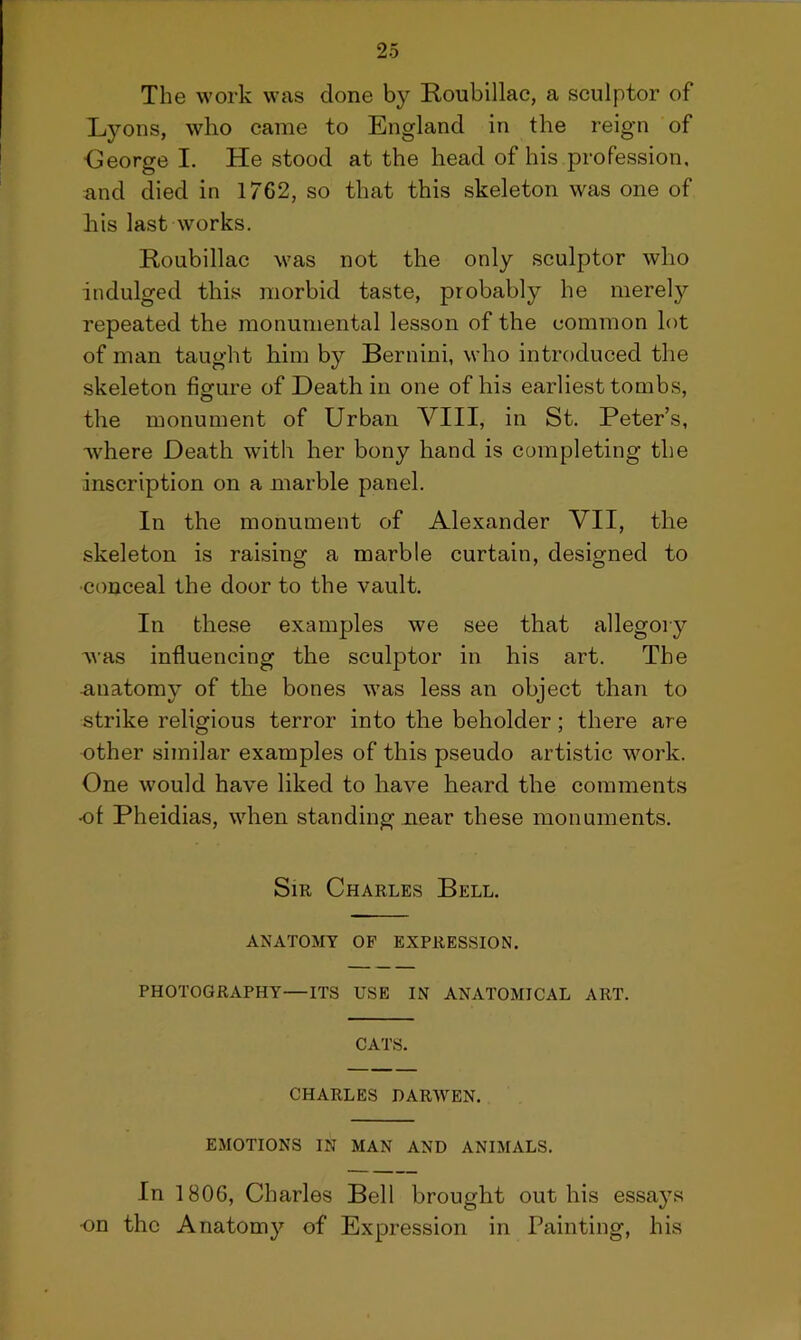 25
The work was done by Roubillac, a sculptor of
Lyons, who came to England in the reign of
George I. He stood at the head of his profession,
and died in 1762, so that this skeleton was one of
his last works.
Roubillac was not the only sculptor who
indulged this morbid taste, probably he merely
repeated the monumental lesson of the common lot
of man taught him by Bernini, who introduced the
skeleton figure of Death in one of his earliest tombs,
the monument of Urban VIII, in St. Peter's,
where Death with her bony hand is completing the
inscription on a marble panel.
In the monument of Alexander VII, the
skeleton is raising a marble curtain, designed to
conceal the door to the vault.
In these examples we see that allegory
was influencing the sculptor in his art. The
anatomy of the bones was less an object than to
strike religious terror into the beholder; there are
other similar examples of this pseudo artistic work.
One would have liked to have heard the comments
of Pheidias, when standing near these monuments.
Sir Charles Bell.
ANATOMY OF EXPRESSION.
PHOTOGRAPHY—ITS USE IN ANATOMICAL ART.
CATS.
CHARLES DARWEN.
EMOTIONS IN MAN AND ANIMALS.
In 1806, Charles Bell brought out his essays
on the Anatomy of Expression in Painting, his